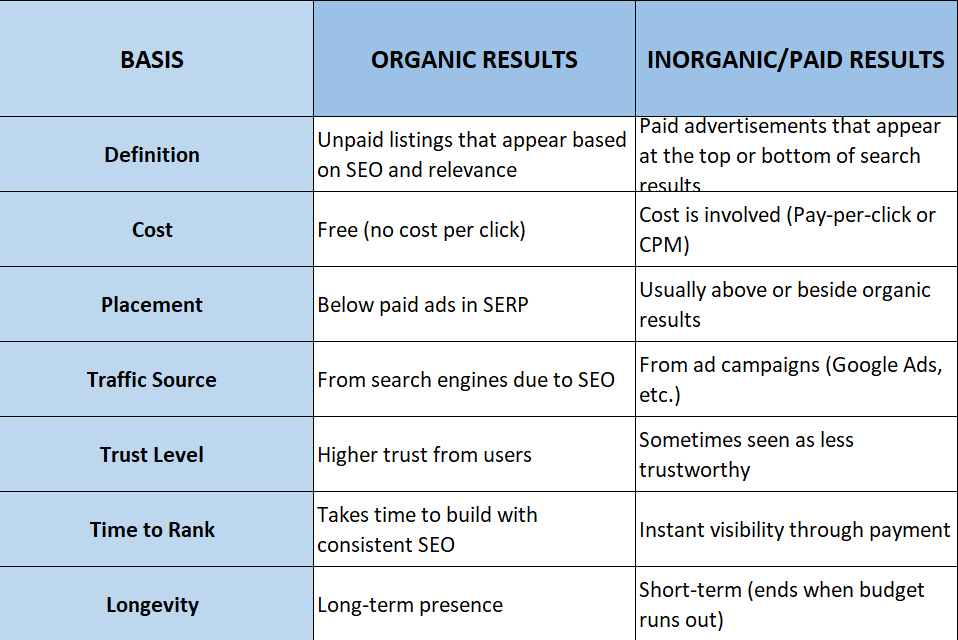 BASIS ORGANIC RESULTS INORGANIC/PAID RESULTS
Definition
Unpaid listings that appear based
on SEO and relevance
Paid advertisements that appear
at the top or bottom of search
results
Cost
Free (no cost per click)
Cost is involved (Pay-per-click or
CPM)
Placement
Below paid ads in SERP
Usually above or beside organic
results
Traffic Source
From search engines due to SEO
From ad campaigns (Google Ads,
etc.)
Trust Level
Higher trust from users
Sometimes seen as less
trustworthy
Time to Rank
Takes time to build with
consistent SEO
Instant visibility through payment
Longevity
Long-term presence
Short-term (ends when budget
runs out)